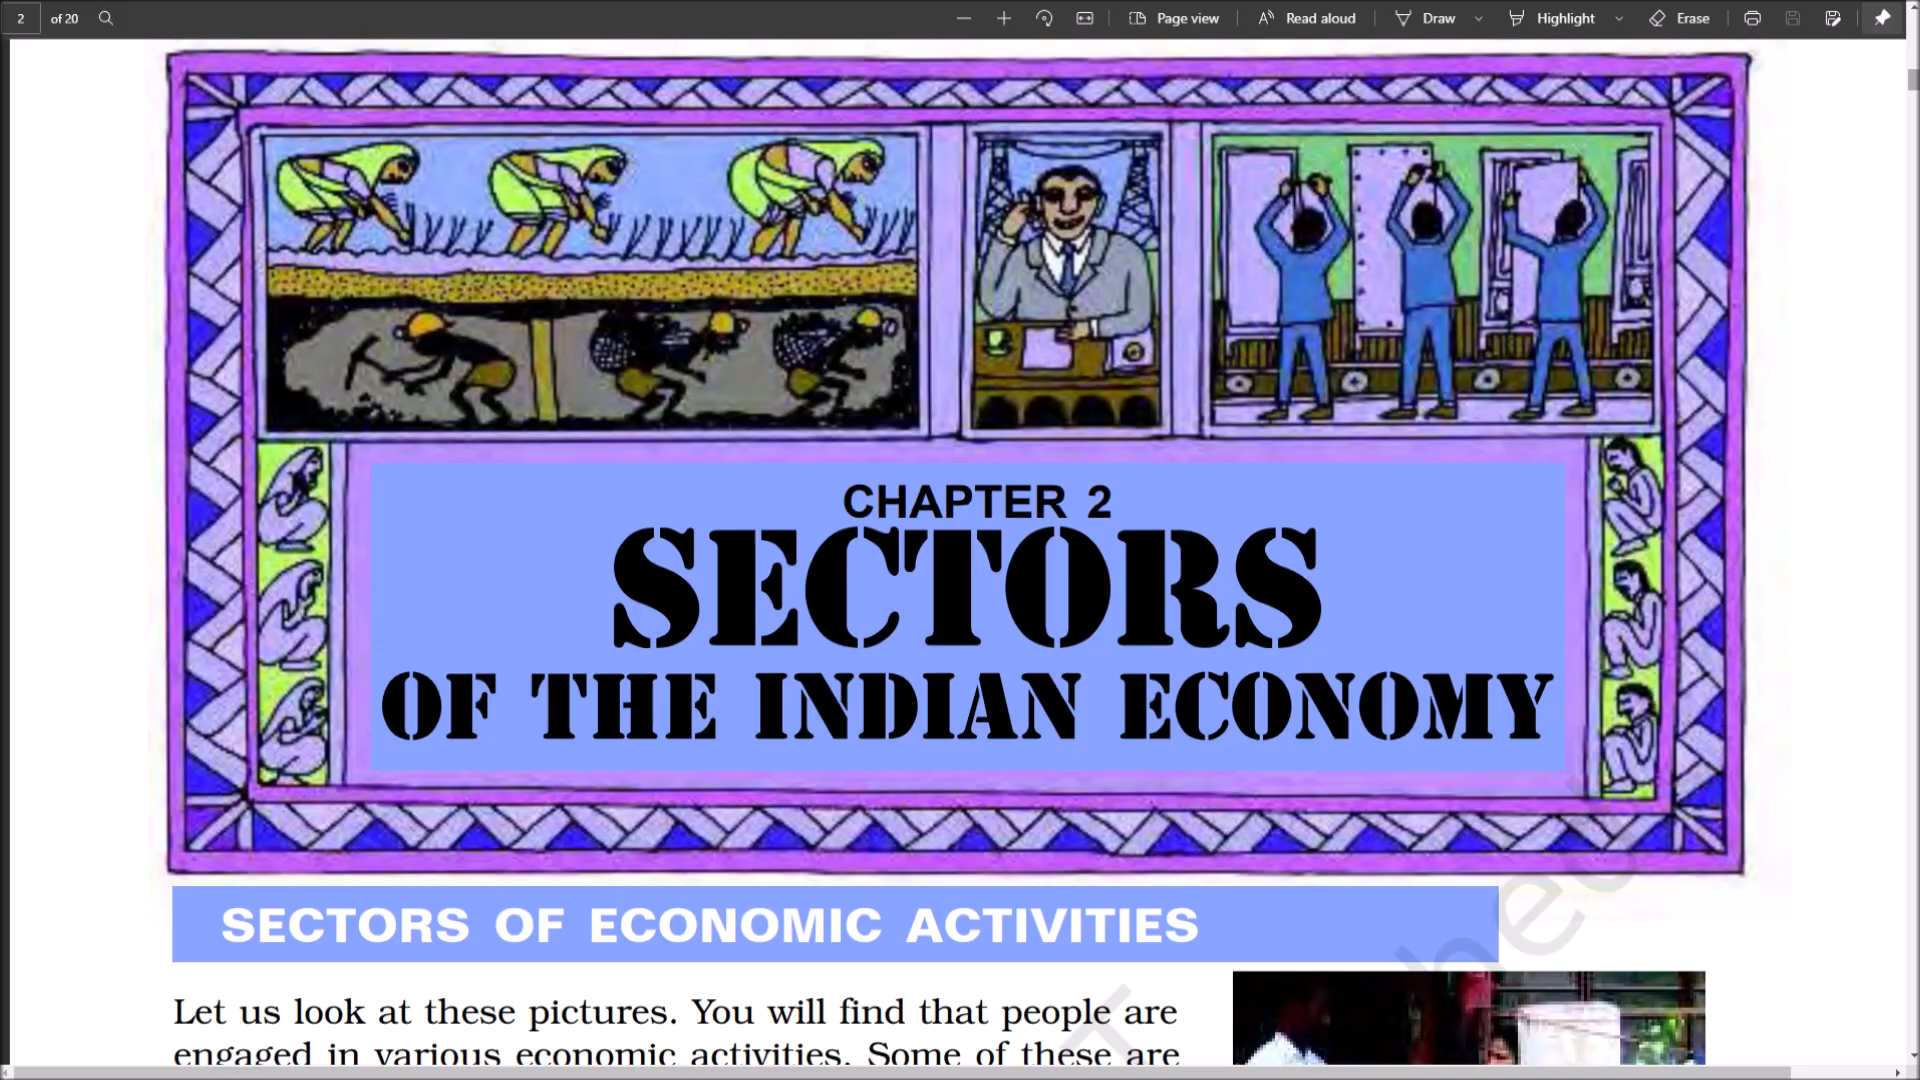 2 of 20 Page view Read aloud Draw Highlight Erase
CHAPTER 2
SECTORS
OF THE INDIAN ECONOMY
SECTORS OF ECONOMIC ACTIVITIES
Let us look at these pictures. You will find that people are
engaged in various economic activities. Some of these are